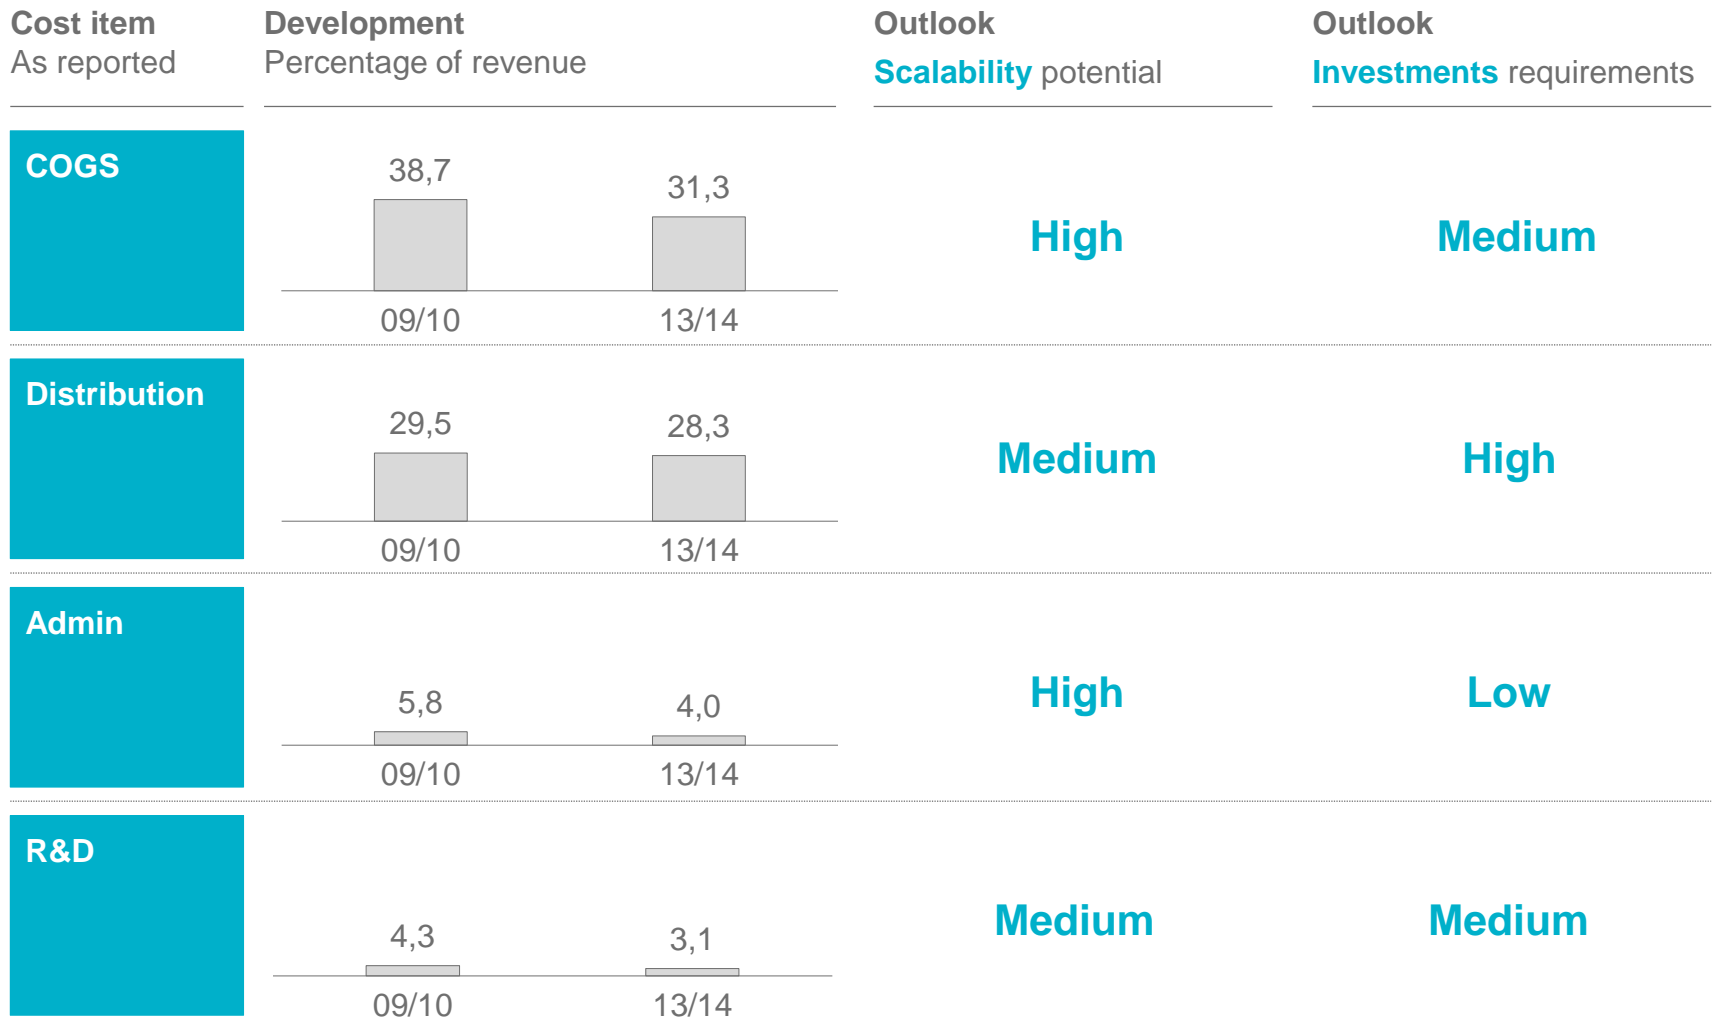 Cost item
As reported
Development
Percentage of revenue
Outlook
Scalability potential
Outlook
Investments requirements
COGS
38,7
31,3
09/10
13/14
High
Medium
Distribution
29,5
28,3
09/10
13/14
Medium
High
Admin
5,8
4,0
09/10
13/14
High
Low
R&D
4,3
3,1
09/10
13/14
Medium
Medium